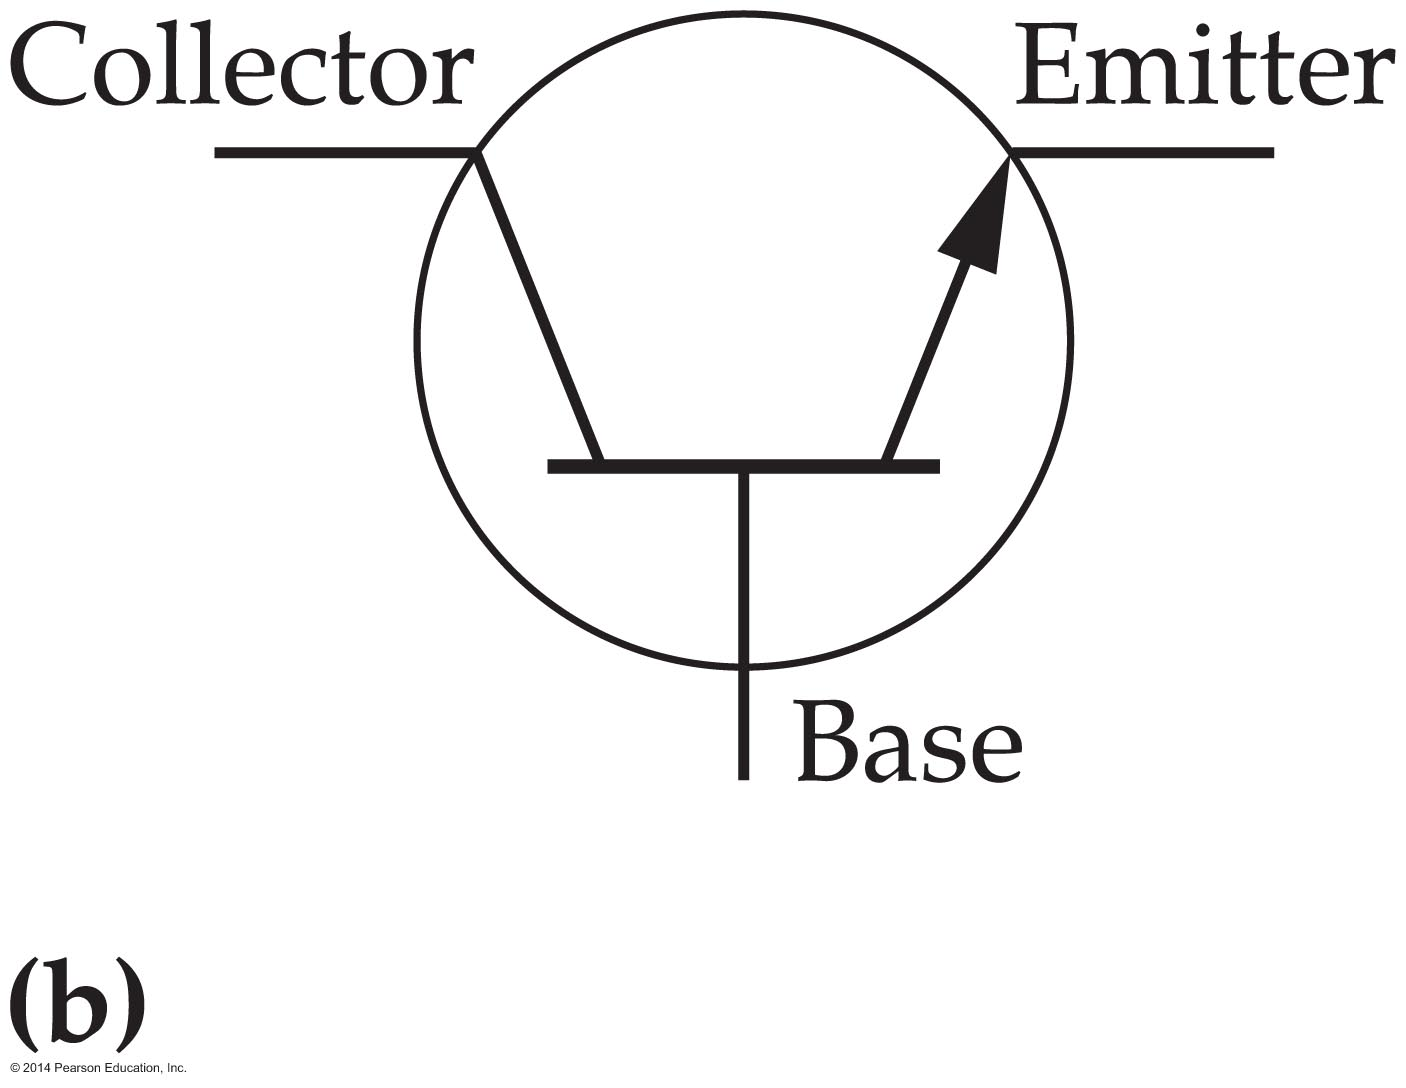 Collector
Emitter
Base
(b)
© 2014 Pearson Education, Inc.